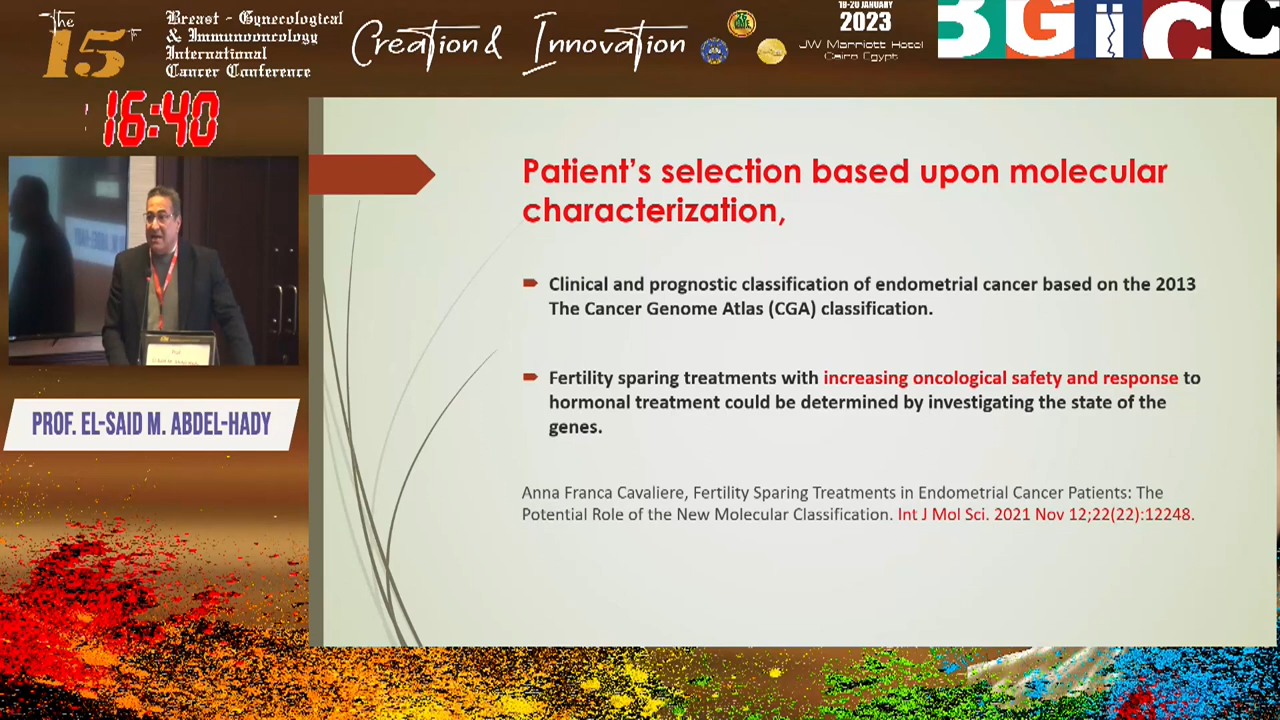 The 15th
Breast - Gynecological
& Immunooncology
International
Cancer Conference
Creation & Innovation
18-20 JANUARY
2023
JW Marriott Hotel
Cairo Egypt
BGiCC
16:40
Patient's selection based upon molecular
characterization,
Clinical and prognostic classification of endometrial cancer based on the 2013
The Cancer Genome Atlas (CGA) classification.
Fertility sparing treatments with increasing oncological safety and response to
hormonal treatment could be determined by investigating the state of the
genes.
Anna Franca Cavaliere, Fertility Sparing Treatments in Endometrial Cancer Patients: The
Potential Role of the New Molecular Classification. Int J Mol Sci. 2021 Nov 12;22(22):12248.
Prof.
PROF. EL-SAID M. ABDEL-HADY